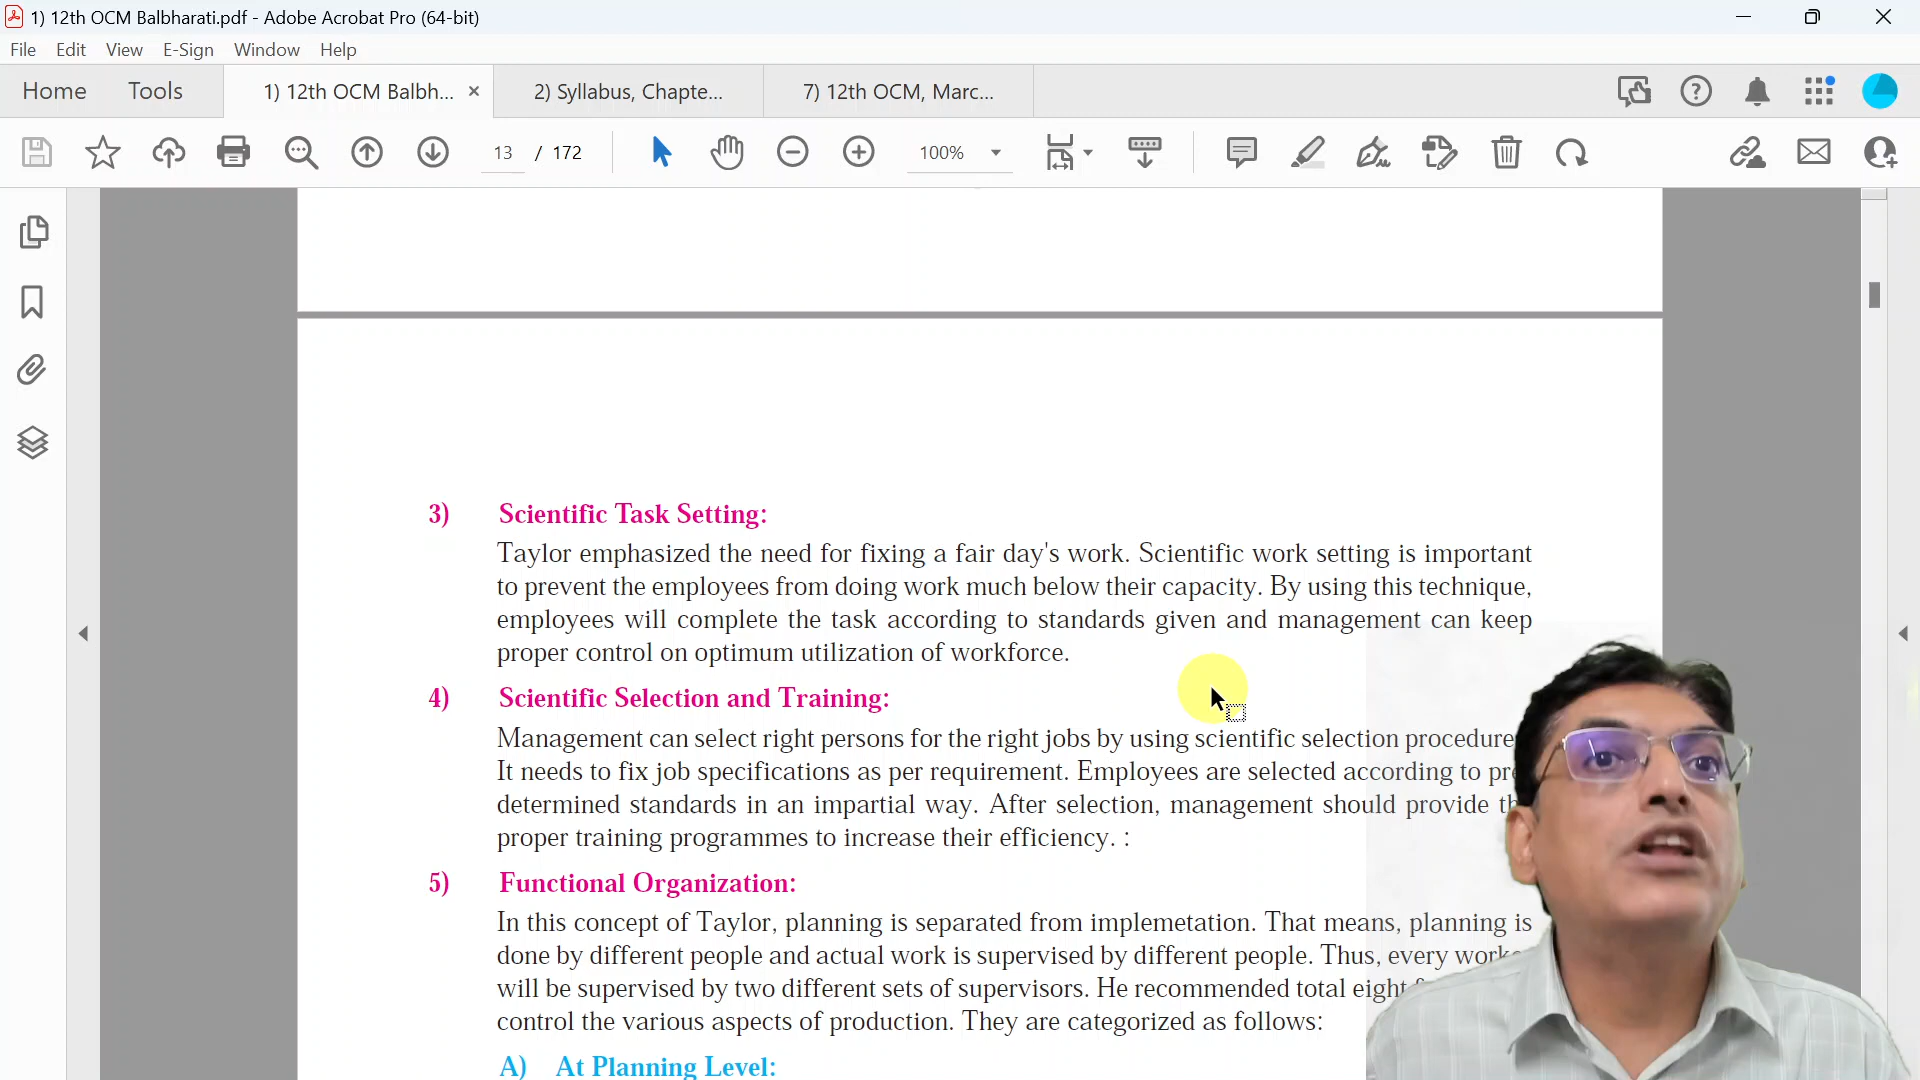 1) 12th OCM Balbharati.pdf - Adobe Acrobat Pro (64-bit)
File Edit View E-Sign Window Help
Home Tools 1) 12th OCM Balbh... × 2) Syllabus, Chapte... 7) 12th OCM, Marc...
13 / 172 100%
3) Scientific Task Setting:
Taylor emphasized the need for fixing a fair day's work. Scientific work setting is important
to prevent the employees from doing work much below their capacity. By using this technique,
employees will complete the task according to standards given and management can keep
proper control on optimum utilization of workforce.
4) Scientific Selection and Training:
Management can select right persons for the right jobs by using scientific selection procedure
It needs to fix job specifications as per requirement. Employees are selected according to
determined standards in an impartial way. After selection, management should provide
proper training programmes to increase their efficiency. :
5) Functional Organization:
In this concept of Taylor, planning is separated from implemetation. That means, planning is
done by different people and actual work is supervised by different people. Thus, every
will be supervised by two different sets of supervisors. He recommended total eight
control the various aspects of production. They are categorized as follows:
A) At Planning Level: